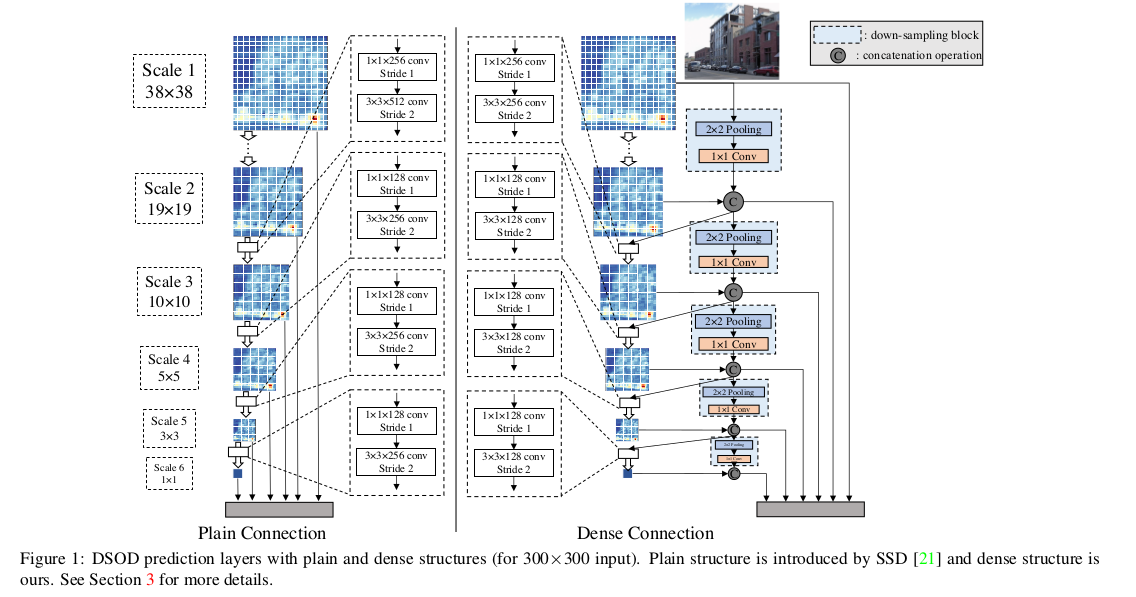 Scale 1
38×38
Scale 2
19×19
Scale 3
10×10
Scale 4
5×5
Scale 5
3×3
Scale 6
1×1
1×1×256 conv
Stride 1
3×3×512 conv
Stride 2
1×1×128 conv
Stride 1
3×3×256 conv
Stride 2
1×1×128 conv
Stride 1
3×3×256 conv
Stride 2
1×1×128 conv
Stride 1
3×3×256 conv
Stride 2
Plain Connection
1×1×256 conv
Stride 1
3×3×256 conv
Stride 2
1×1×128 conv
Stride 1
3×3×128 conv
Stride 2
1×1×128 conv
Stride 1
3×3×128 conv
Stride 2
1×1×128 conv
Stride 1
3×3×128 conv
Stride 2
: down-sampling block
C : concatenation operation
2×2 Pooling
1×1 Conv
C
2×2 Pooling
1×1 Conv
C
2×2 Pooling
1×1 Conv
C
2×2 Pooling
1×1 Conv
C
2×2 Pooling
1×1 Conv
C
Dense Connection
Figure 1: DSOD prediction layers with plain and dense structures (for 300×300 input). Plain structure is introduced by SSD [21] and dense structure is
ours. See Section 3 for more details.